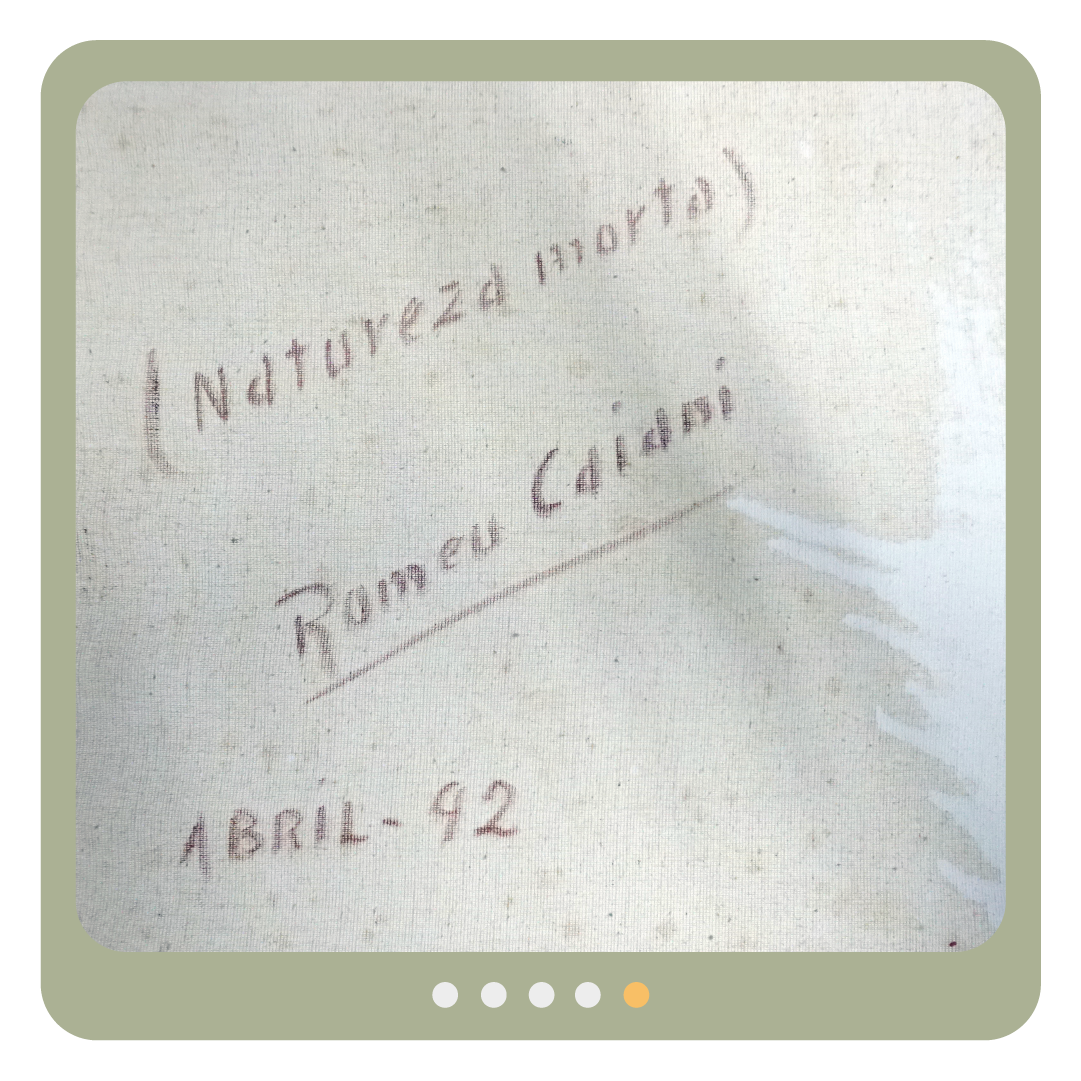 (Natureza morta)
Romeu Caiani
ABRIL - 92